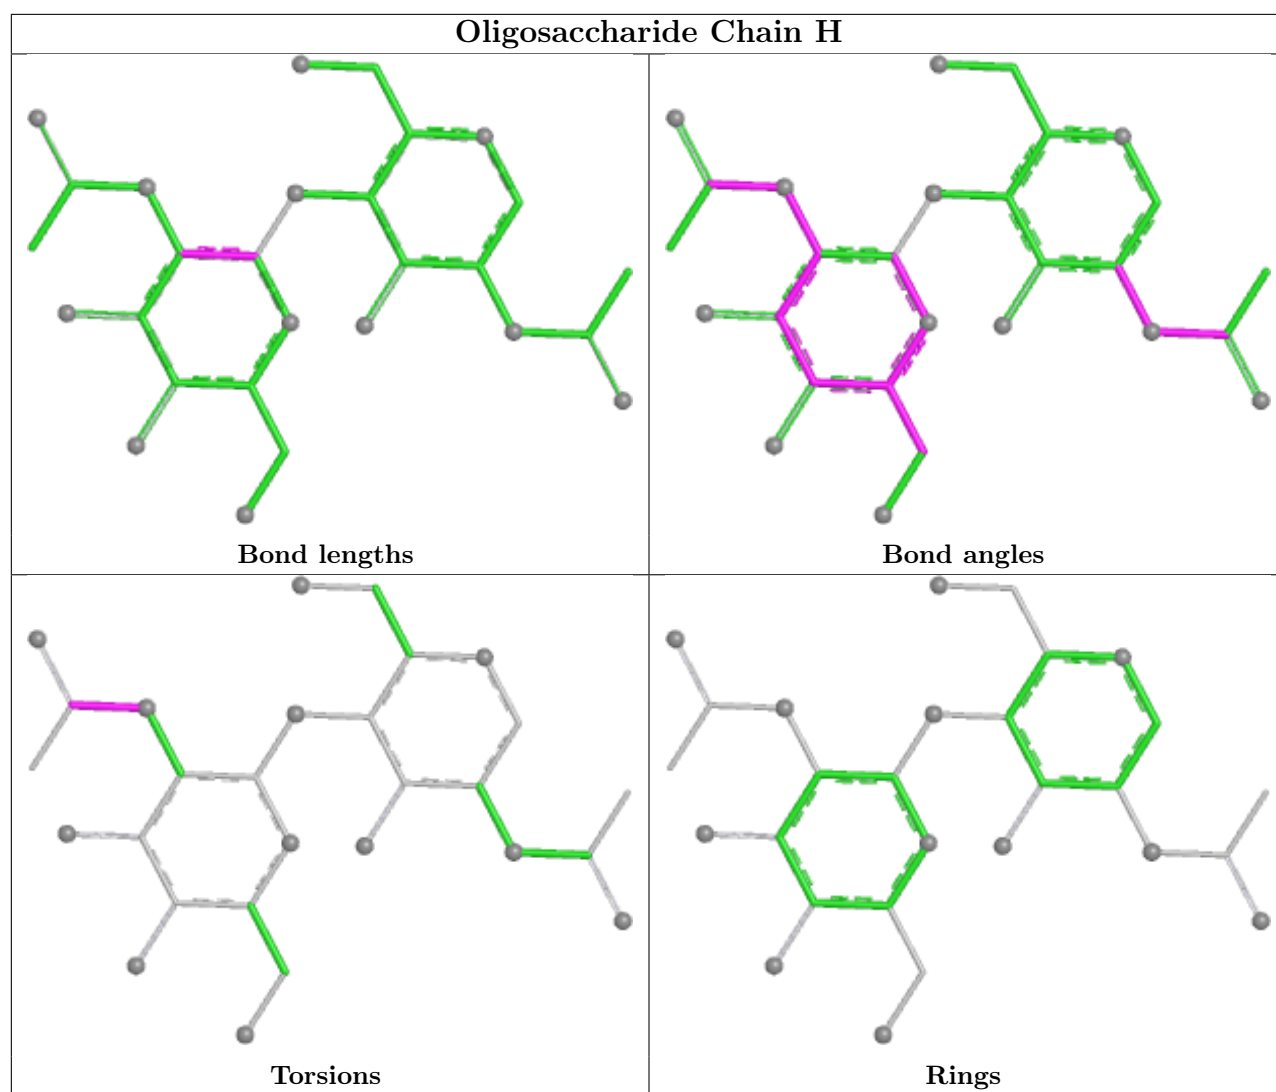 Oligosaccharide Chain H
Bond lengths
Bond angles
Torsions
Rings